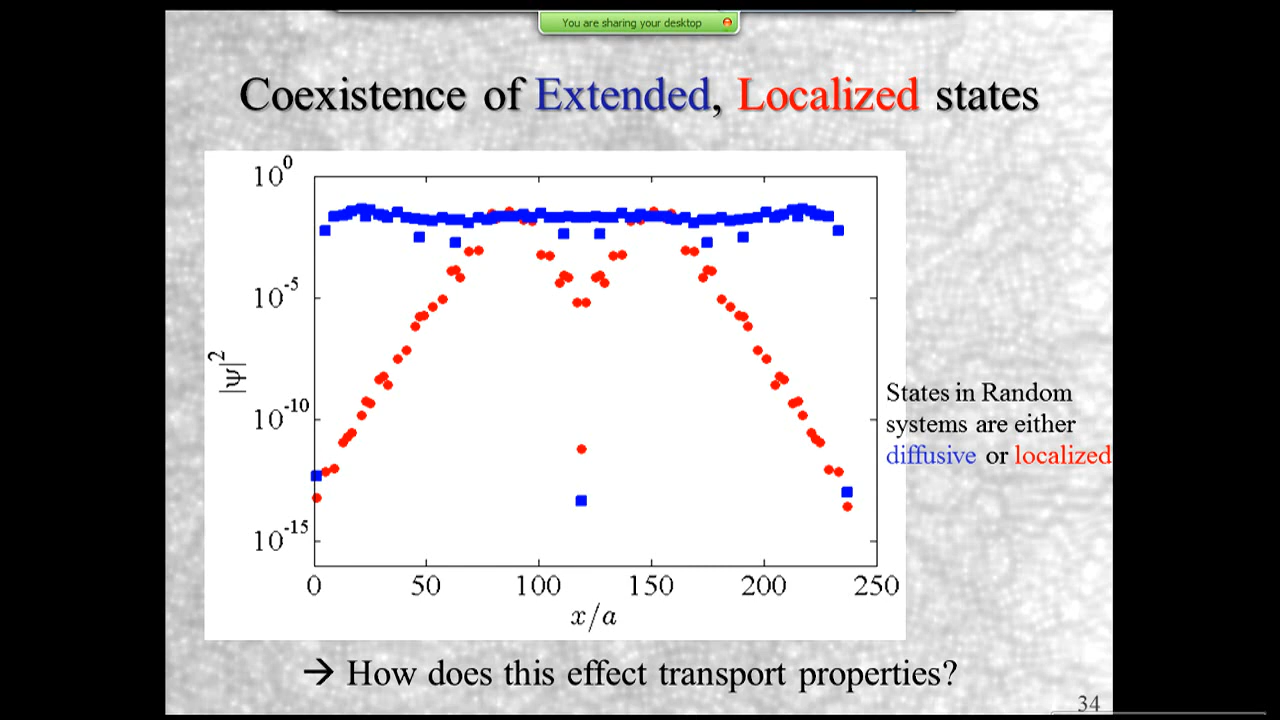 You are sharing your desktop
Coexistence of Extended, Localized states
10^0
10^-5
10^-10
10^-15
|ψ|^2
0 50 100 150 200 250
x/a
States in Random
systems are either
diffusive or localized
→ How does this effect transport properties?
34